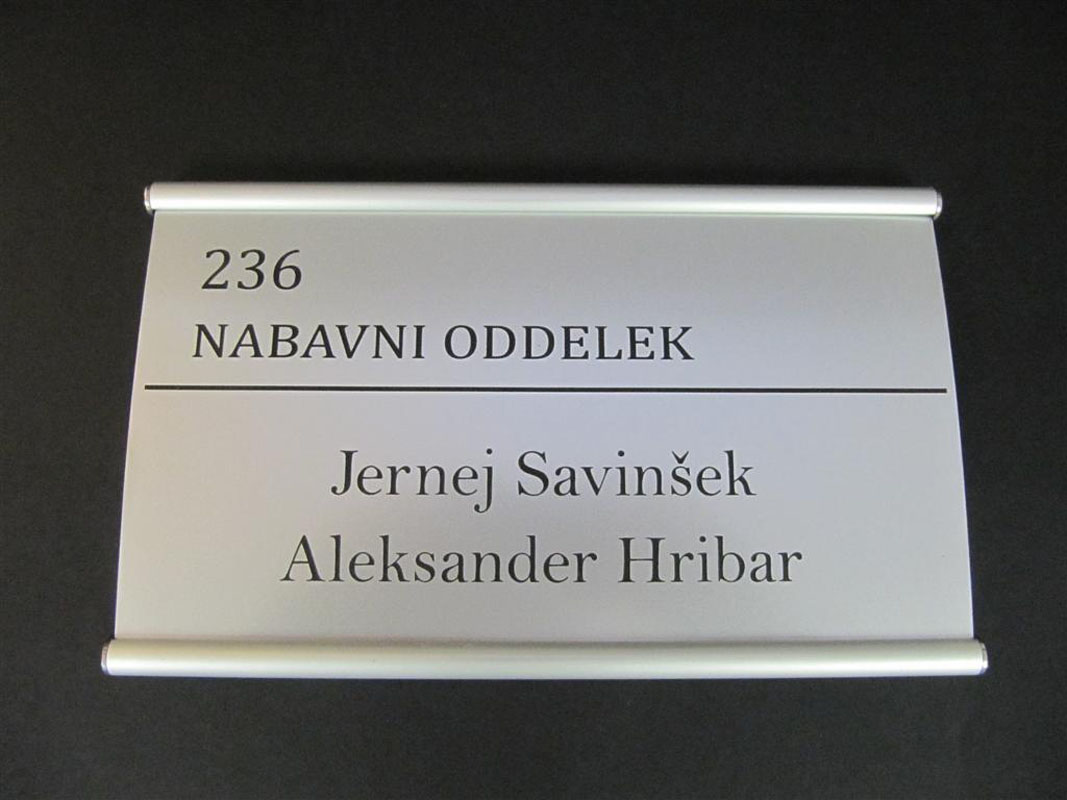 236
NABAVNI ODDELEK
Jernej Savinšek
Aleksander Hribar